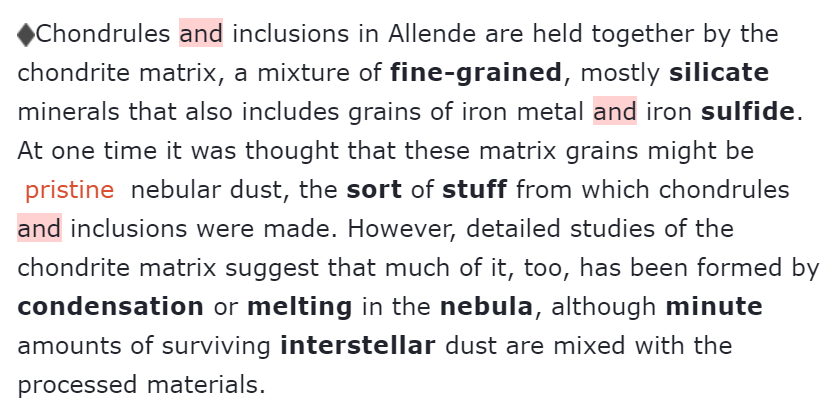 ◆Chondrules and inclusions in Allende are held together by the
chondrite matrix, a mixture of fine-grained, mostly silicate
minerals that also includes grains of iron metal and iron sulfide.
At one time it was thought that these matrix grains might be
pristine nebular dust, the sort of stuff from which chondrules
and inclusions were made. However, detailed studies of the
chondrite matrix suggest that much of it, too, has been formed by
condensation or melting in the nebula, although minute
amounts of surviving interstellar dust are mixed with the
processed materials.